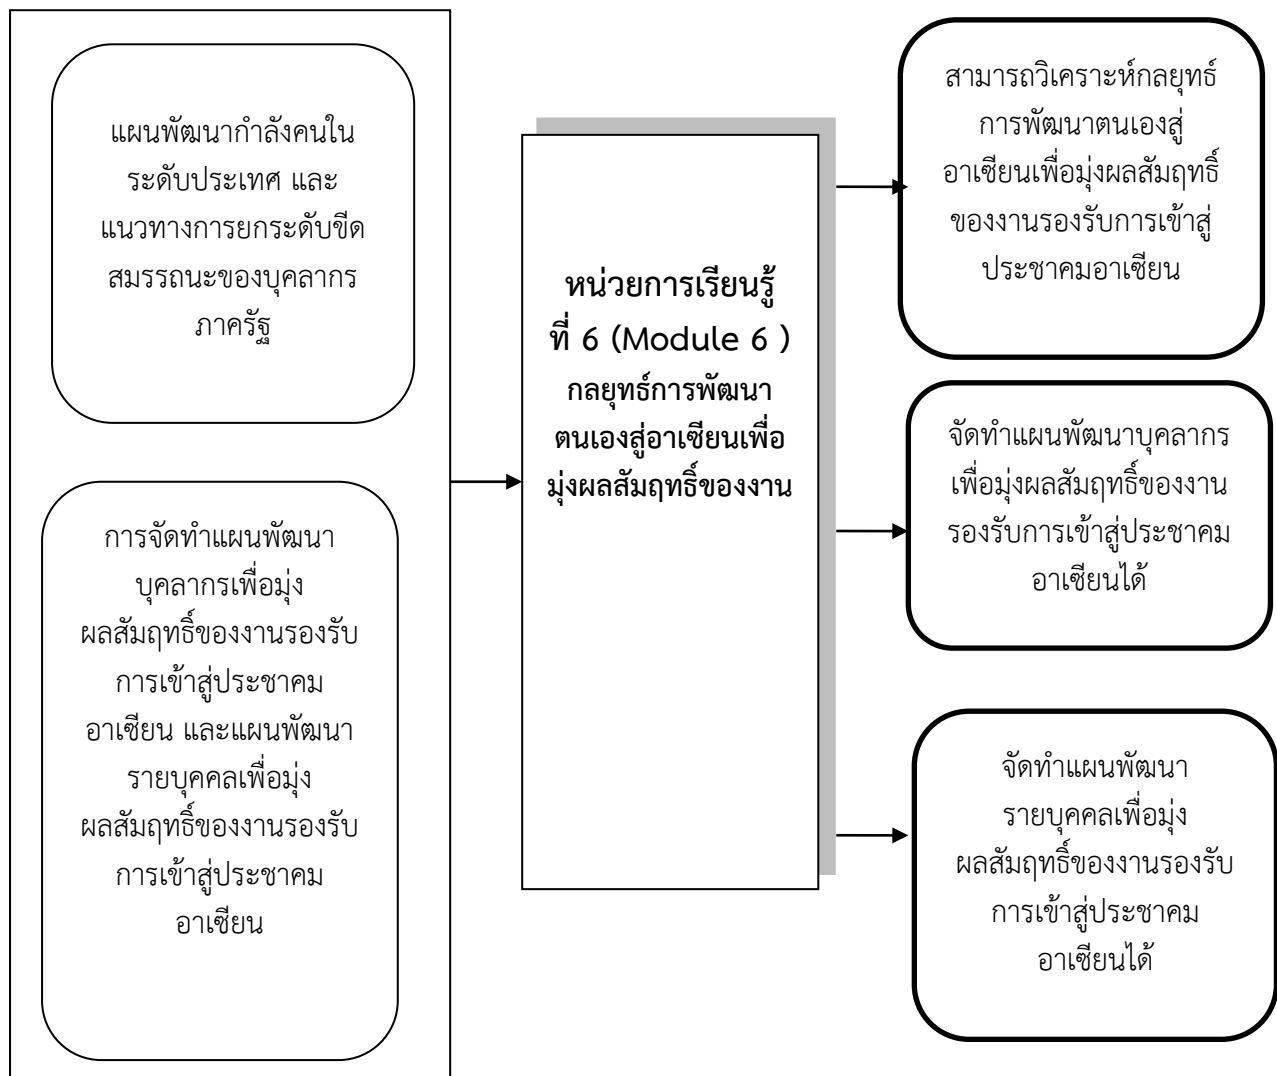 แผนพัฒนากำลังคนใน
ระดับประเทศ และ
แนวทางการยกระดับขีด
สมรรถนะของบุคลากร
ภาครัฐ
การจัดทำแผนพัฒนา
บุคลากรเพื่อมุ่ง
ผลสัมฤทธิ์ของงานรองรับ
การเข้าสู่ประชาคม
อาเซียน และแผนพัฒนา
รายบุคคลเพื่อมุ่ง
ผลสัมฤทธิ์ของงานรองรับ
การเข้าสู่ประชาคม
อาเซียน
หน่วยการเรียนรู้
ที่ 6 (Module 6 )
กลยุทธ์การพัฒนา
ตนเองสู่อาเซียนเพื่อ
มุ่งผลสัมฤทธิ์ของงาน
สามารถวิเคราะห์กลยุทธ์
การพัฒนาตนเองสู่
อาเซียนเพื่อมุ่งผลสัมฤทธิ์
ของงานรองรับการเข้าสู่
ประชาคมอาเซียน
จัดทำแผนพัฒนาบุคลากร
เพื่อมุ่งผลสัมฤทธิ์ของงาน
รองรับการเข้าสู่ประชาคม
อาเซียนได้
จัดทำแผนพัฒนา
รายบุคคลเพื่อมุ่ง
ผลสัมฤทธิ์ของงานรองรับ
การเข้าสู่ประชาคม
อาเซียนได้